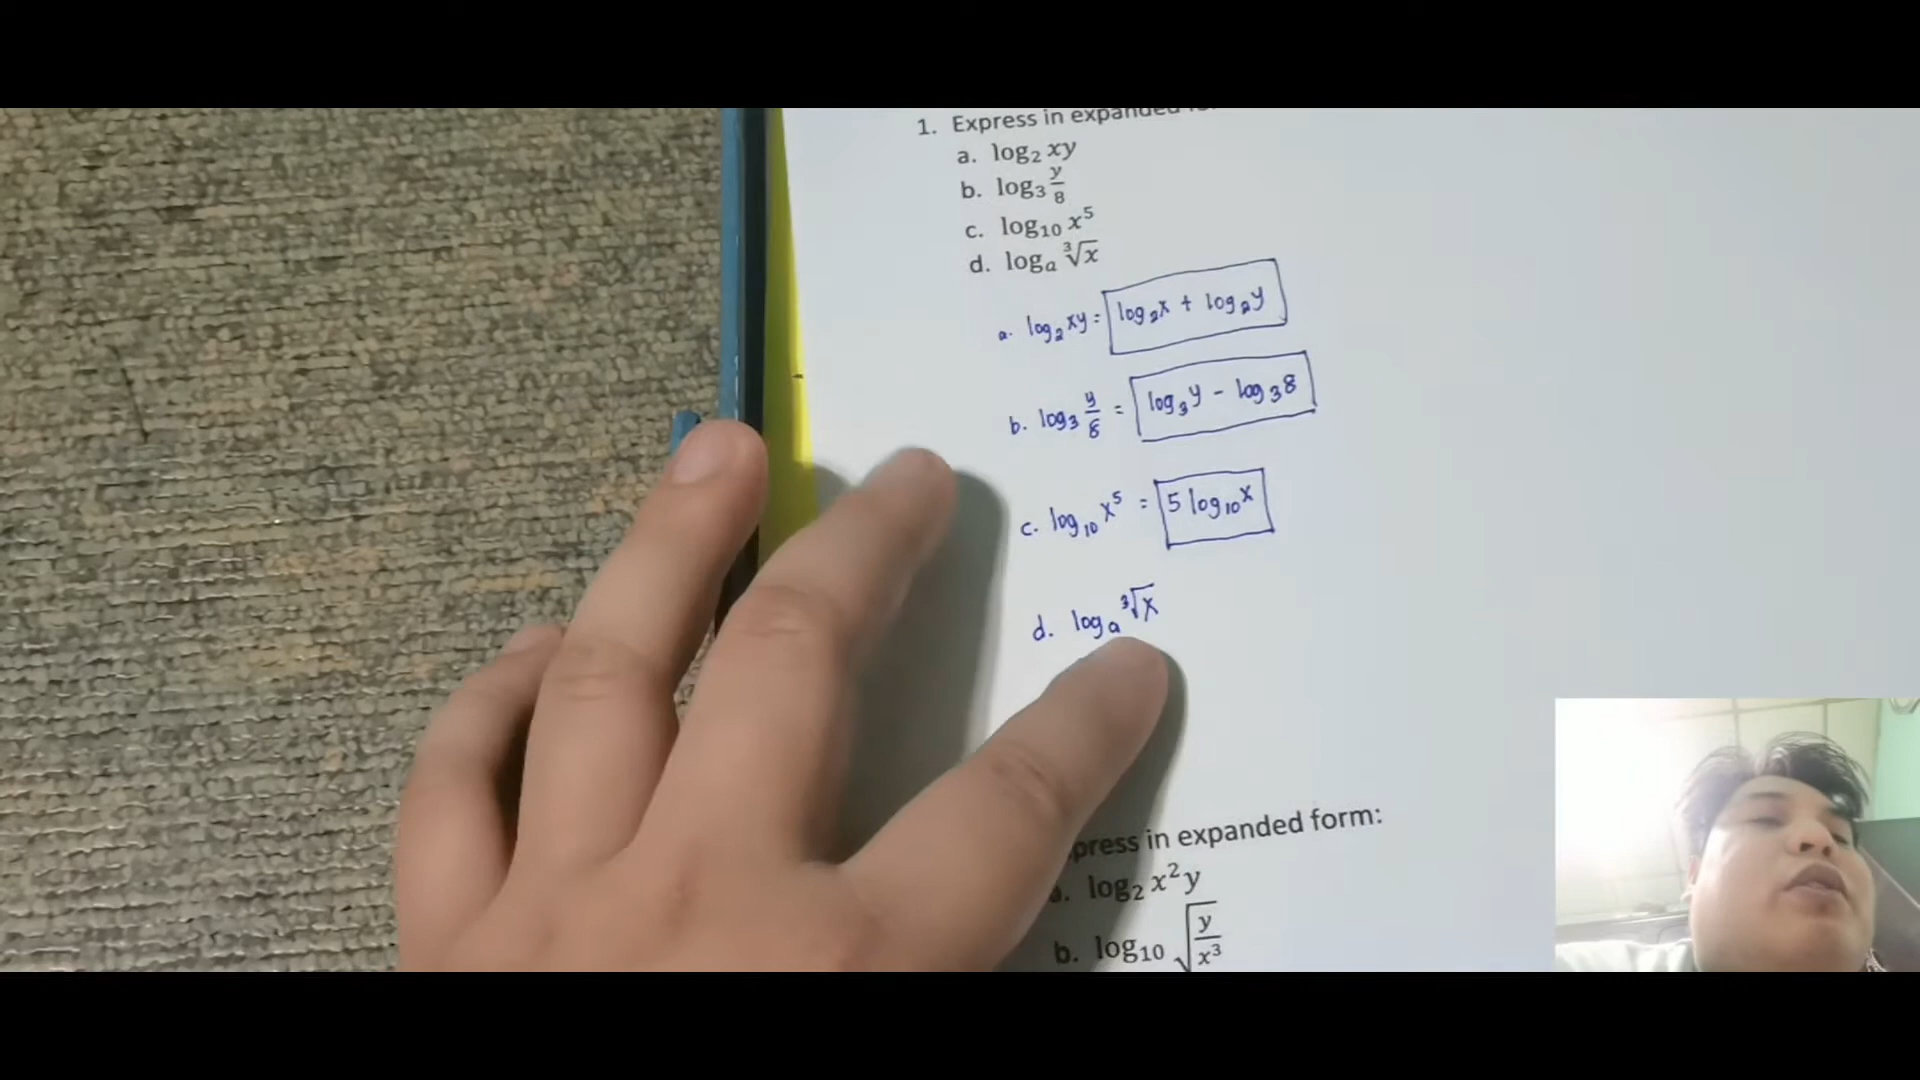 1. Express in expanded
a. log₂ xy
b. log₃ y/8
c. log₁₀ x⁵
d. logₐ ∛x
a. log₂ xy = log₂ x + log₂ y
b. log₃ y/8 = log₃ y - log₃ 8
c. log₁₀ x⁵ = 5 log₁₀ x
d. logₐ ∛x
press in expanded form:
a. log₂ x²y
b. log₁₀ √(y/x³)